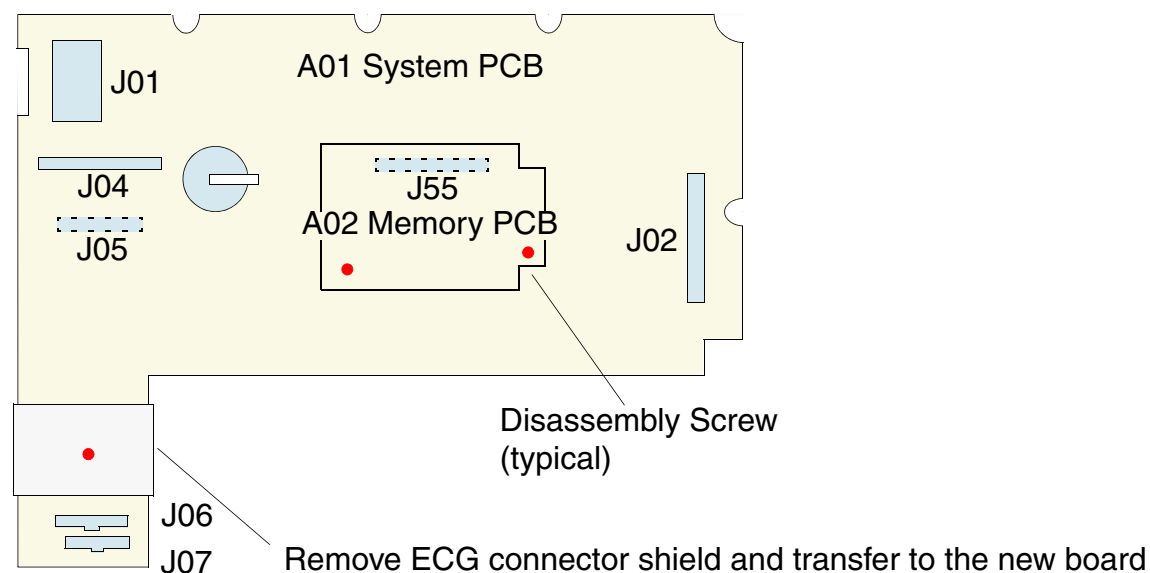 A01 System PCB
J01
J04
J55
A02 Memory PCB
J05
J02
Disassembly Screw
(typical)
J06
Remove ECG connector shield and transfer to the new board
J07